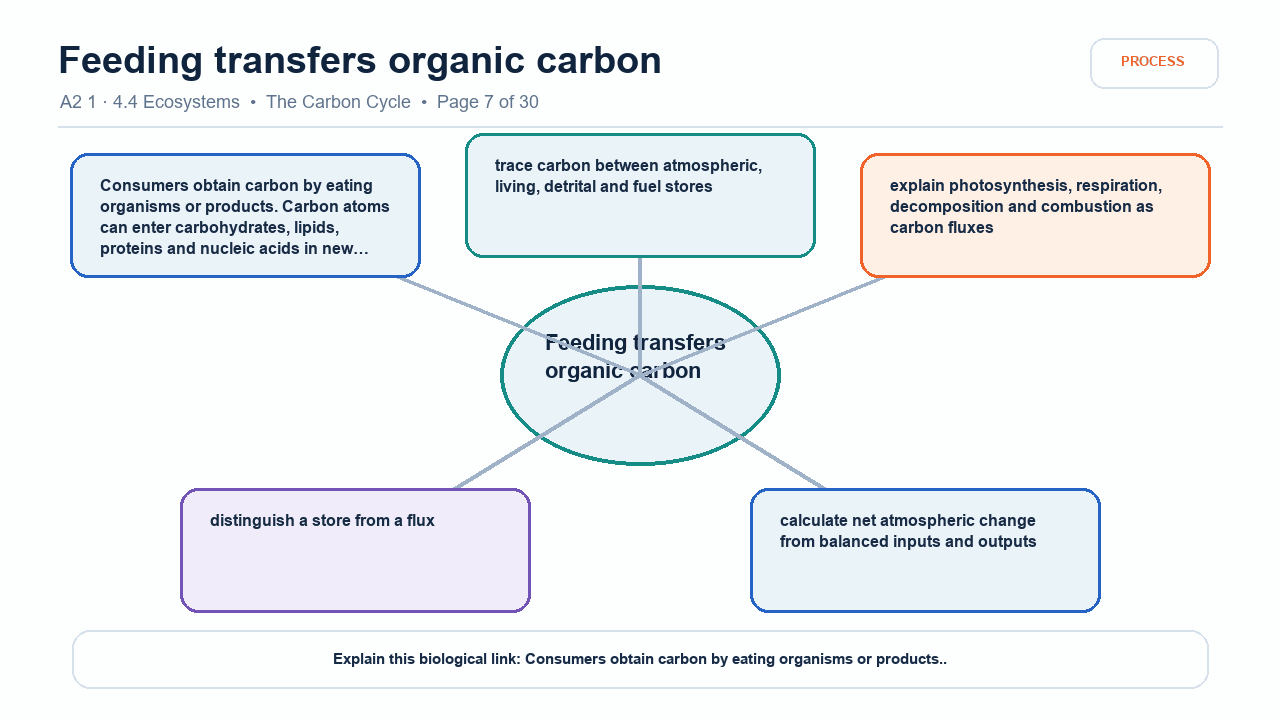 Feeding transfers organic carbon
PROCESS
A2 1 · 4.4 Ecosystems • The Carbon Cycle • Page 7 of 30
Consumers obtain carbon by eating
organisms or products. Carbon atoms
can enter carbohydrates, lipids,
proteins and nucleic acids in new…
trace carbon between atmospheric,
living, detrital and fuel stores
explain photosynthesis, respiration,
decomposition and combustion as
carbon fluxes
Feeding transfers
organic carbon
distinguish a store from a flux
calculate net atmospheric change
from balanced inputs and outputs
Explain this biological link: Consumers obtain carbon by eating organisms or products..